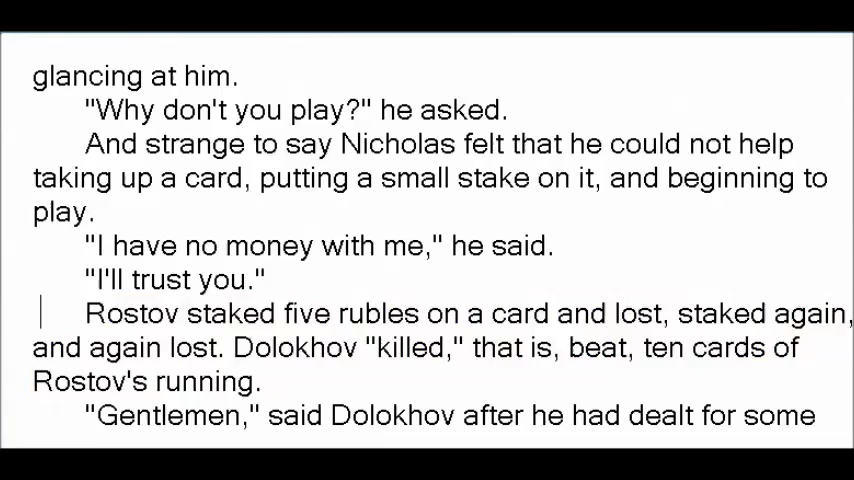 glancing at him.
"Why don't you play?" he asked.
And strange to say Nicholas felt that he could not help
taking up a card, putting a small stake on it, and beginning to
play.
"I have no money with me," he said.
"I'll trust you."
Rostov staked five rubles on a card and lost, staked again,
and again lost. Dolokhov "killed," that is, beat, ten cards of
Rostov's running.
"Gentlemen," said Dolokhov after he had dealt for some